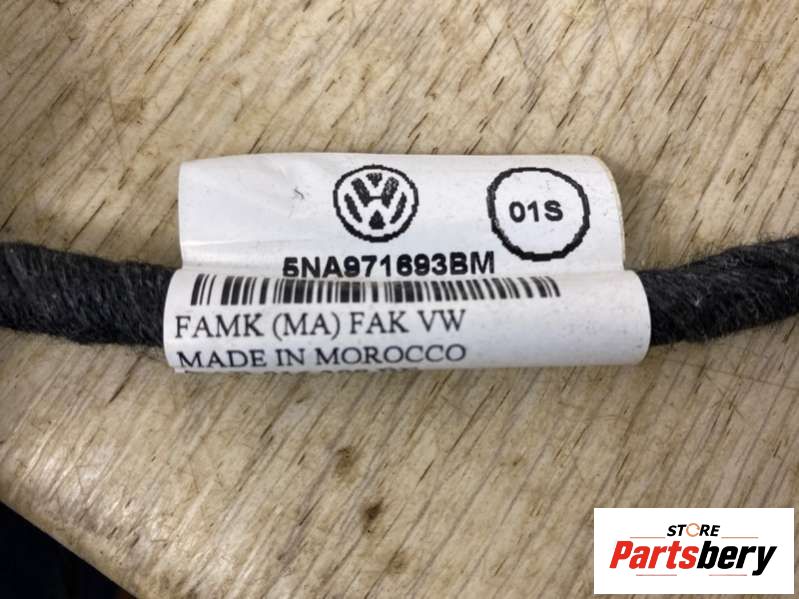 01S
5NA971693BM
FAMK (MA) FAK VW
MADE IN MOROCCO
STORE
Partsbery